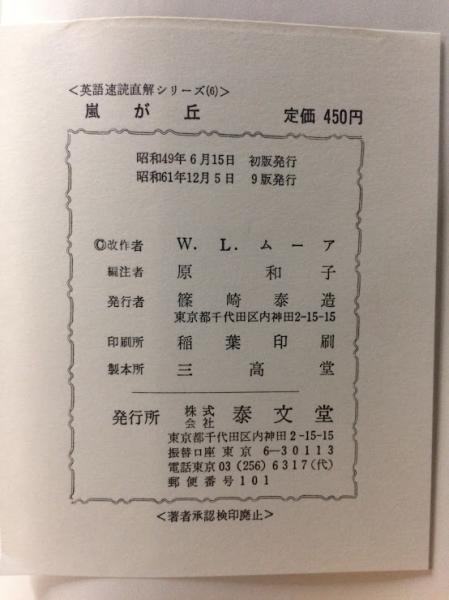 ＜英語速読直解シリーズ(6)＞
嵐が丘 定価 450円
昭和49年6月15日 初版発行
昭和61年12月5日 9版発行
©改作者 W. L. ムーア
編注者 原和子
発行者 篠崎泰造
東京都千代田区内神田2-15-15
印刷所 稲葉印刷
製本所 三高堂
発行所 株式会社 泰文堂
東京都千代田区内神田2-15-15
振替口座 東京 6-30113
電話東京 03 (256) 6317(代)
郵便番号101
＜著者承認検印廃止＞